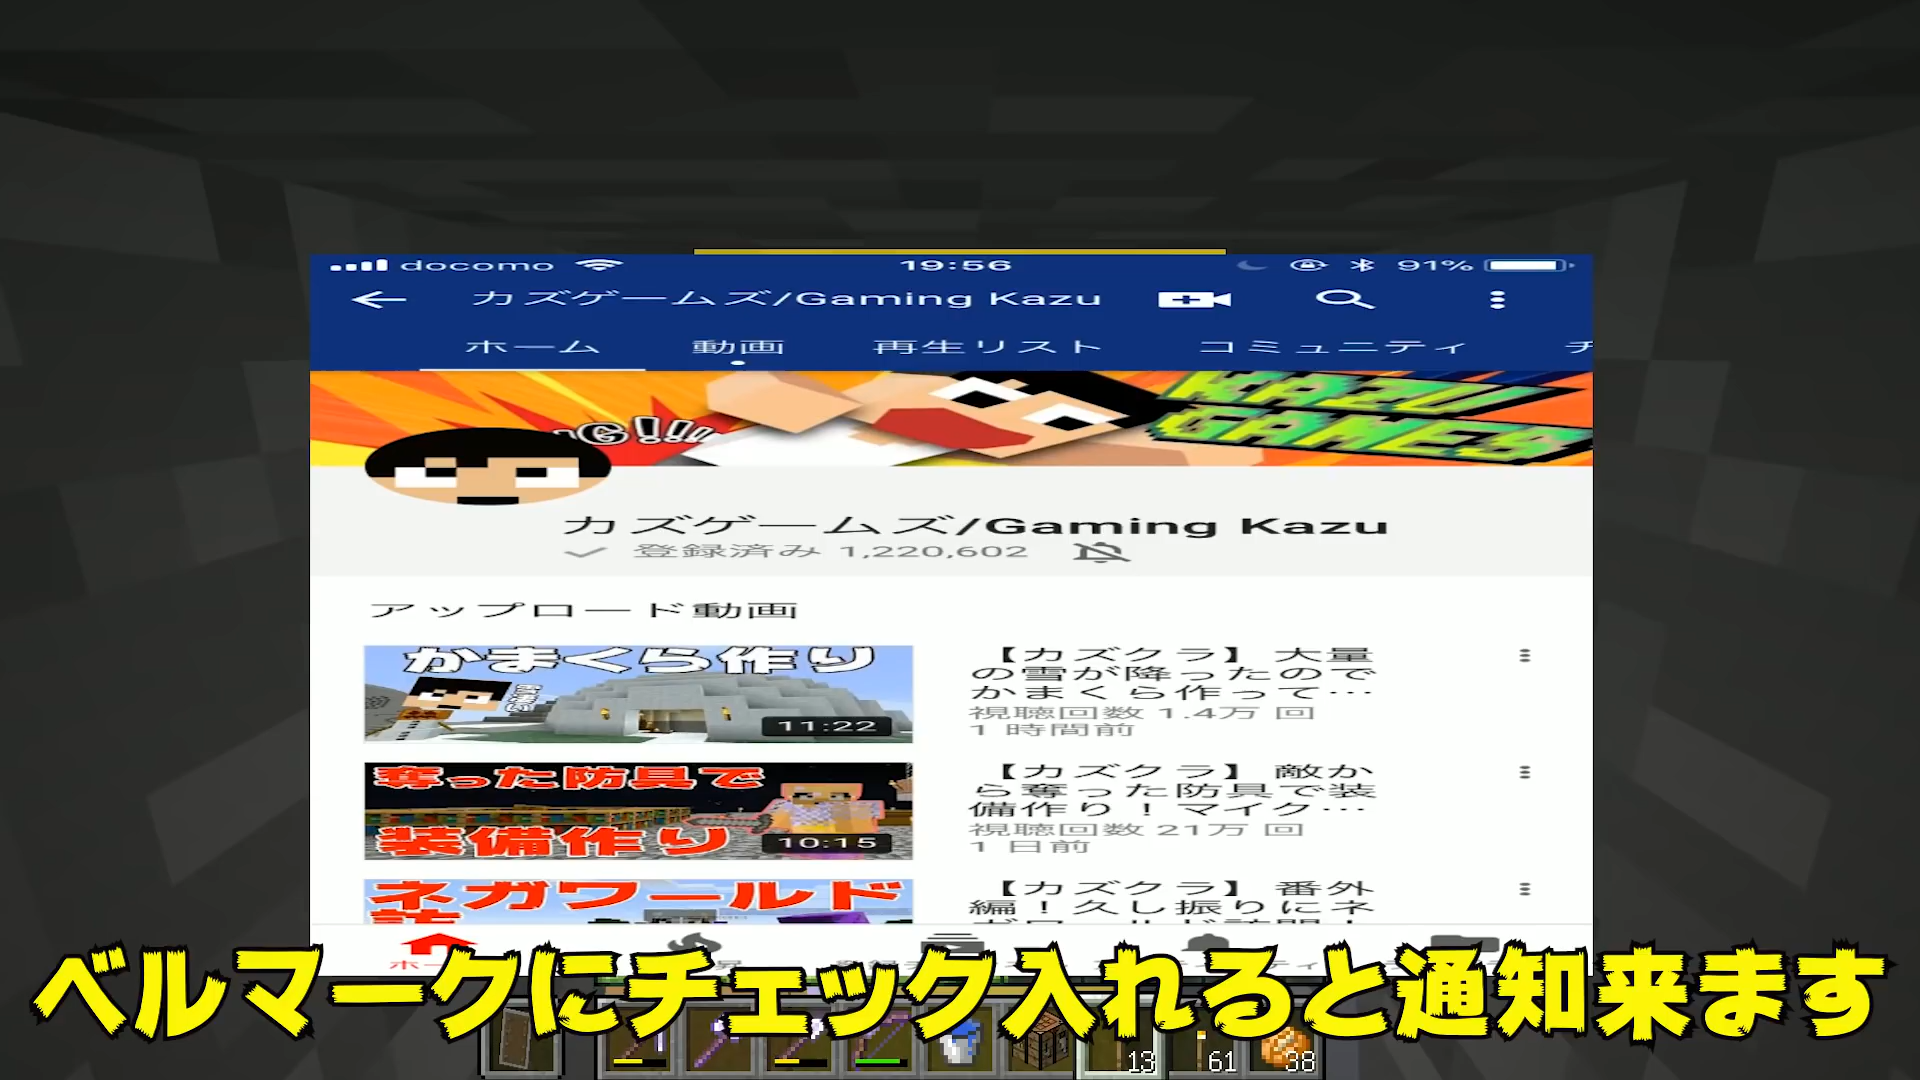 docomo 19:56 91%
カズゲームズ/Gaming Kazu
ホーム 動画 再生リスト コミュニティ チ
G!!!!
KAZU
GAMES
カズゲームズ/Gaming Kazu
登録済み 1,220,602
アップロード動画
かまくら作り
11:22
【カズクラ】大量
の雪が降ったので
かまくら作って…
視聴回数 1.4万 回
1 時間前
奪った防具で
装備作り
10:15
【カズクラ】敵か
ら奪った防具で装
備作り！マイク…
視聴回数 21万 回
1 日前
ネガワールド
【カズクラ】番外
編！久し振りにネ
ベルマークにチェック入れると通知来ます
13 61 38